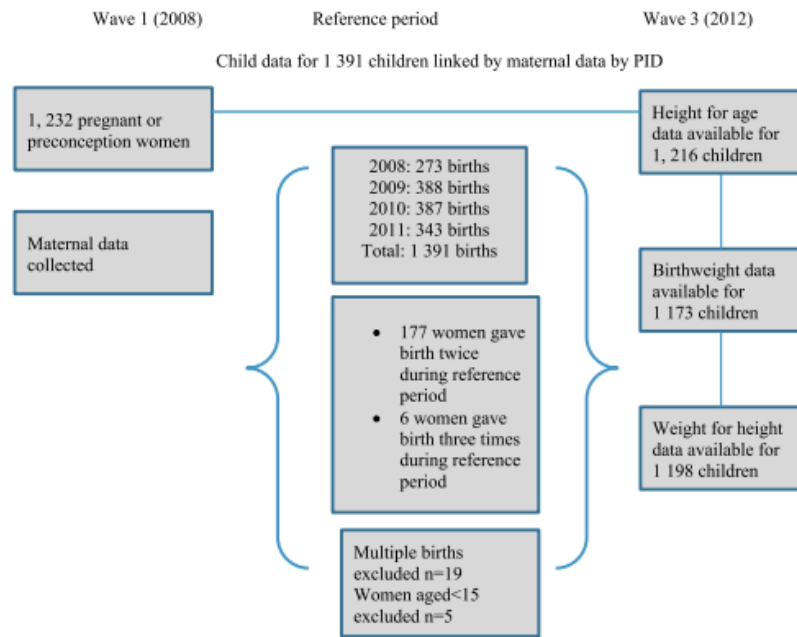 Wave 1 (2008)
Reference period
Wave 3 (2012)
Child data for 1 391 children linked by maternal data by PID
1, 232 pregnant or
preconception women
Maternal data
collected
2008: 273 births
2009: 388 births
2010: 387 births
2011: 343 births
Total: 1 391 births
• 177 women gave
birth twice
during reference
period
• 6 women gave
birth three times
during reference
period
Multiple births
excluded n=19
Women aged<15
excluded n=5
Height for age
data available for
1, 216 children
Birthweight data
available for
1 173 children
Weight for height
data available for
1 198 children